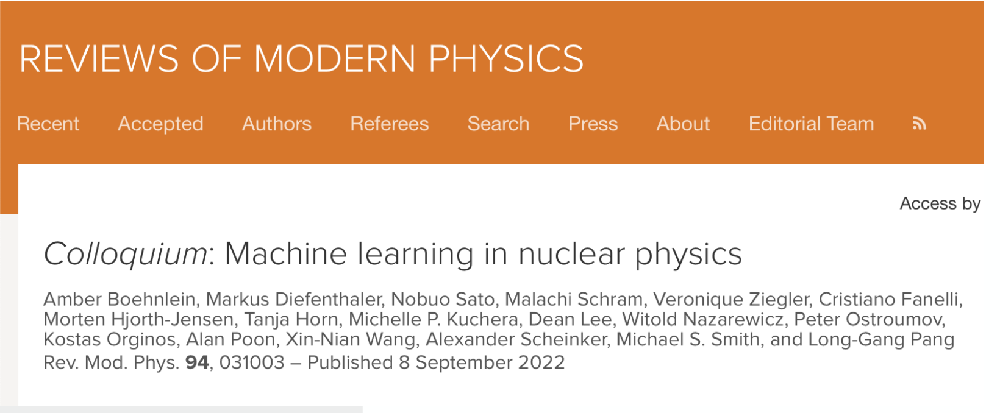 REVIEWS OF MODERN PHYSICS
Recent Accepted Authors Referees Search Press About Editorial Team
Access by
Colloquium: Machine learning in nuclear physics
Amber Boehnlein, Markus Diefenthaler, Nobuo Sato, Malachi Schram, Veronique Ziegler, Cristiano Fanelli,
Morten Hjorth-Jensen, Tanja Horn, Michelle P. Kuchera, Dean Lee, Witold Nazarewicz, Peter Ostroumov,
Kostas Orginos, Alan Poon, Xin-Nian Wang, Alexander Scheinker, Michael S. Smith, and Long-Gang Pang
Rev. Mod. Phys. 94, 031003 – Published 8 September 2022